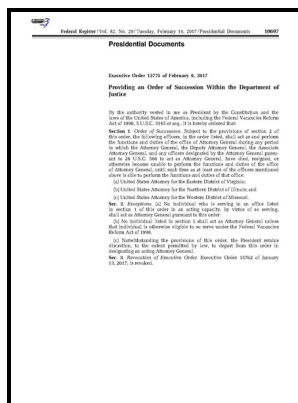 Federal Register / Vol. 82, No. 29 / Tuesday, February 14, 2017 / Presidential Documents 10697
Presidential Documents
Executive Order 13775 of February 9, 2017
Providing an Order of Succession Within the Department of
Justice
By the authority vested in me as President by the Constitution and the
laws of the United States of America, including the Federal Vacancies Reform
Act of 1998, 5 U.S.C. 3345 et seq., it is hereby ordered that:
Section 1. Order of Succession. Subject to the provisions of section 2 of
this order, the following officers, in the order listed, shall act as and perform
the functions and duties of the office of Attorney General during any period
in which the Attorney General, the Deputy Attorney General, the Associate
Attorney General, and any officers designated by the Attorney General pursu-
ant to 28 U.S.C. 508 to act as Attorney General, have died, resigned, or
otherwise become unable to perform the functions and duties of the office
of Attorney General, until such time as at least one of the officers mentioned
above is able to perform the functions and duties of that office:
(a) United States Attorney for the Eastern District of Virginia;
(b) United States Attorney for the Northern District of Illinois; and
(c) United States Attorney for the Western District of Missouri.
Sec. 2. Exceptions. (a) No individual who is serving in an office listed
in section 1 of this order in an acting capacity, by virtue of so serving,
shall act as Attorney General pursuant to this order.
(b) No individual listed in section 1 shall act as Attorney General unless
that individual is otherwise eligible to so serve under the Federal Vacancies
Reform Act of 1998.
(c) Notwithstanding the provisions of this order, the President retains
discretion, to the extent permitted by law, to depart from this order in
designating an acting Attorney General.
Sec. 3. Revocation of Executive Order. Executive Order 13762 of January
13, 2017, is revoked.